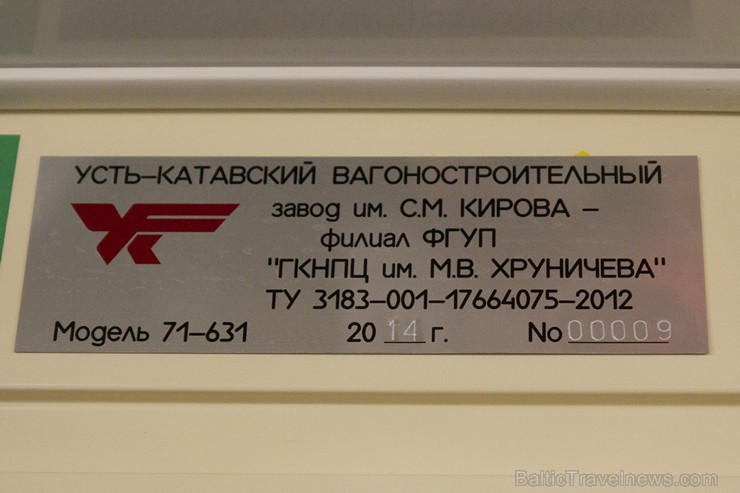 УСТЬ-КАТАВСКИЙ ВАГОНОСТРОИТЕЛЬНЫЙ
завод им. С.М. КИРОВА –
филиал ФГУП
"ГКНПЦ им. М.В. ХРУНИЧЕВА"
ТУ 3183-001-17664075-2012
Модель 71-631 20 14 г. No 00009
BalticTravelnews.com